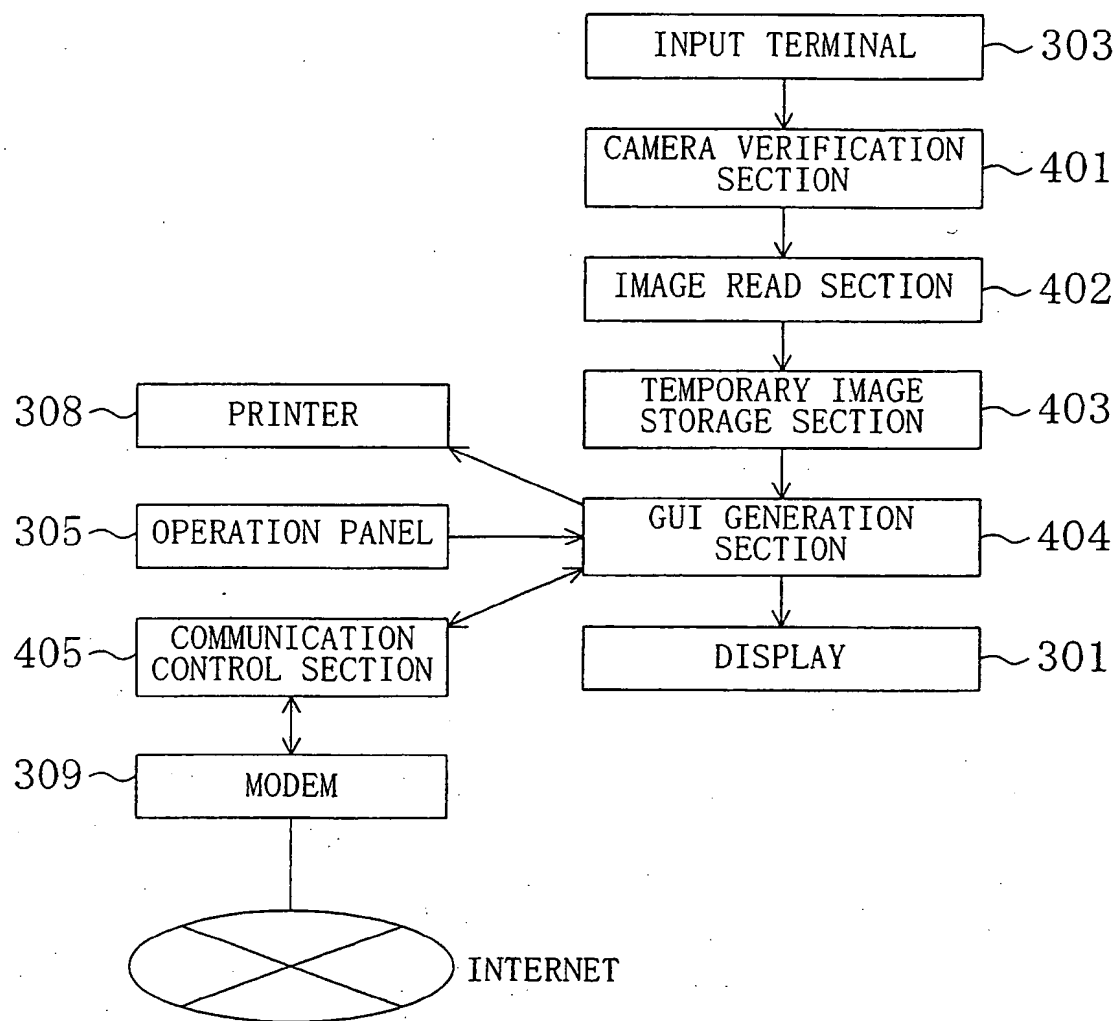 INPUT TERMINAL 303
CAMERA VERIFICATION
SECTION
401
IMAGE READ SECTION 402
TEMPORARY IMAGE
STORAGE SECTION
403
308 PRINTER
GUI GENERATION
SECTION
404
305 OPERATION PANEL
405
COMMUNICATION
CONTROL SECTION
DISPLAY 301
309 MODEM
INTERNET